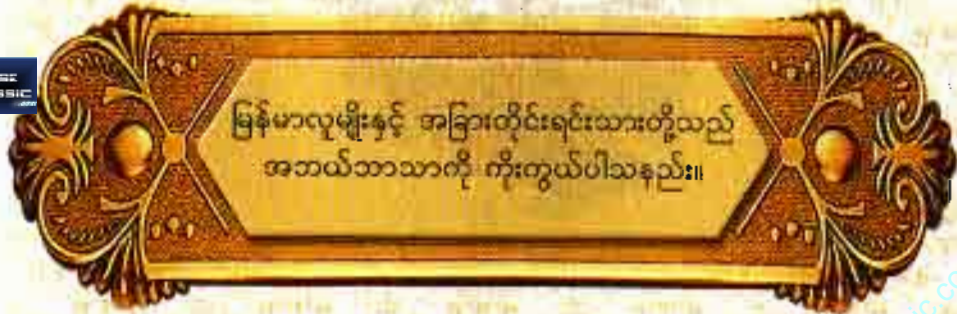 မြန်မာလူမျိုးနှင့် အခြားတိုင်းရင်းသားတို့သည်
အဘယ်ဘာသာကို ကိုးကွယ်ပါသနည်း။